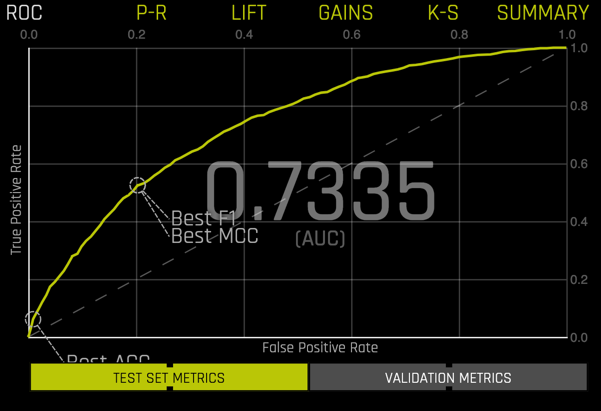 ROC P-R LIFT GAINS K-S SUMMARY
0.0 0.2 0.4 0.6 0.8 1.0
1.0
0.8
0.6
0.4
0.2
0.0
True Positive Rate
0.7335
(AUC)
Best F1
Best MCC
Best ACC
False Positive Rate
TEST SET METRICS VALIDATION METRICS